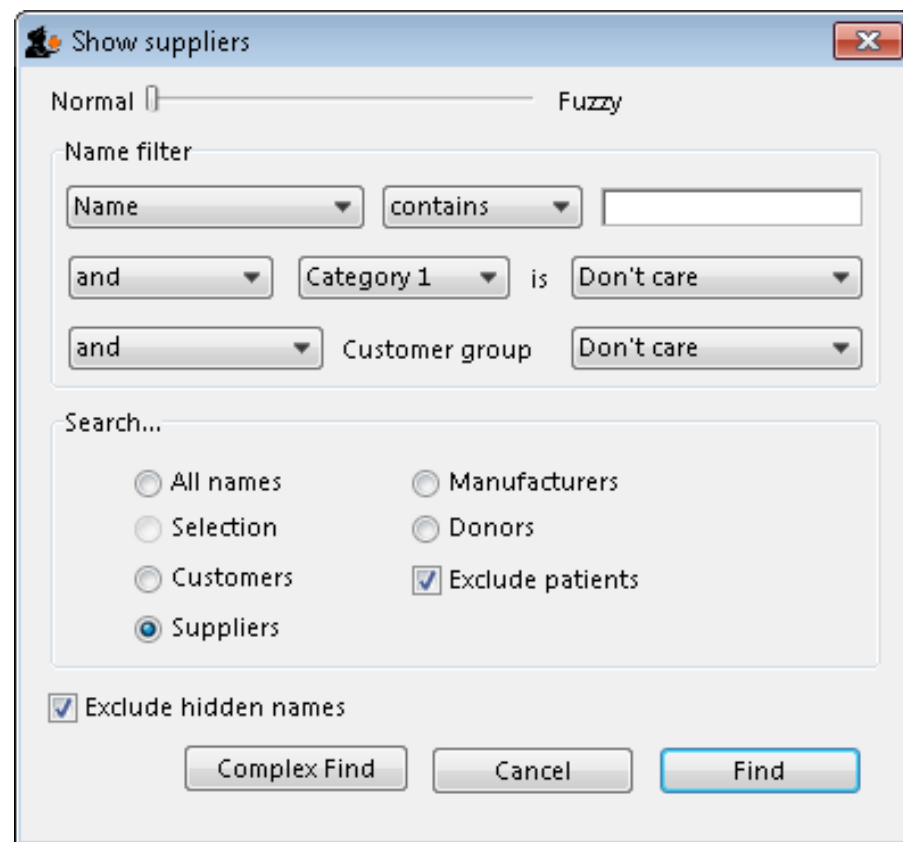 Show suppliers
Normal Fuzzy
Name filter
Name contains
and Category 1 is Don't care
and Customer group Don't care
Search...
All names Manufacturers
Selection Donors
Customers Exclude patients
Suppliers
Exclude hidden names
Complex Find Cancel Find